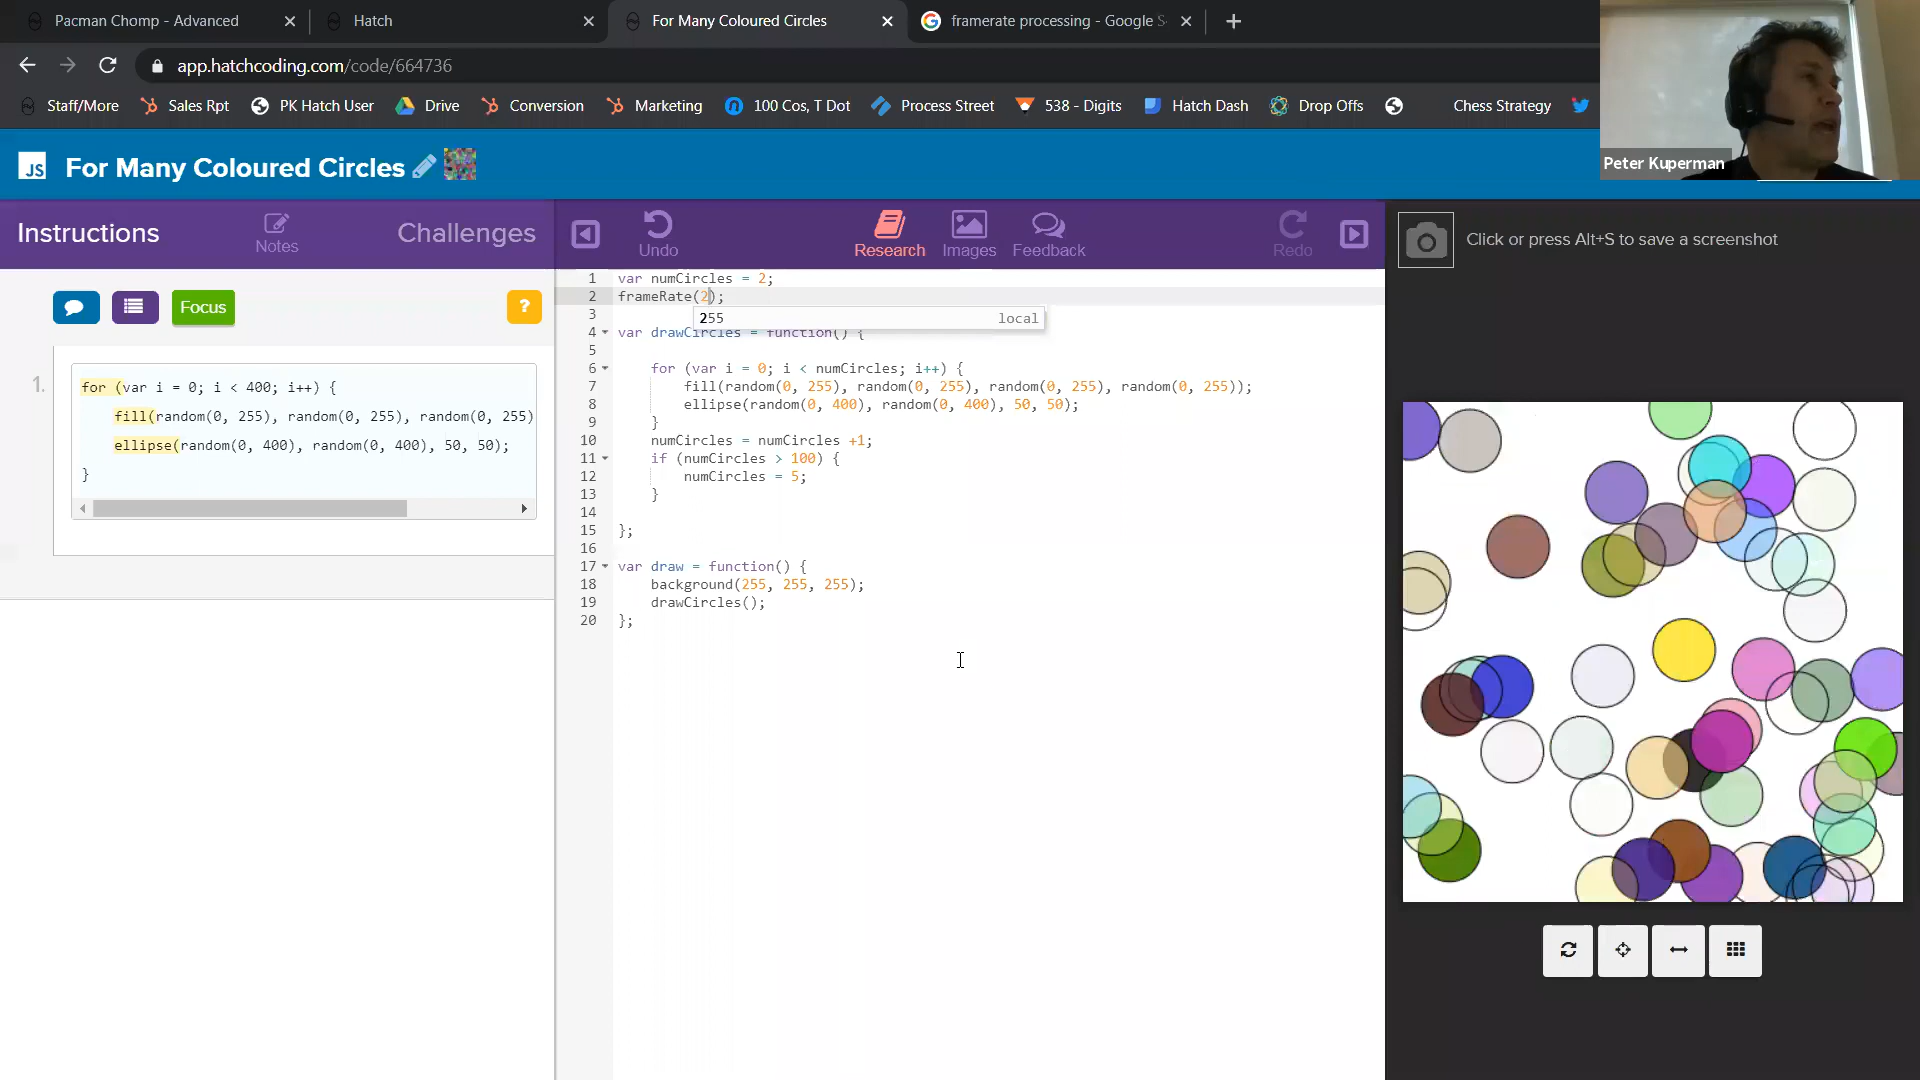 Pacman Chomp - Advanced
Hatch
For Many Coloured Circles
framerate processing - Google S
app.hatchcoding.com/code/664736
Staff/More
Sales Rpt
PK Hatch User
Drive
Conversion
Marketing
100 Cos, T Dot
Process Street
538 - Digits
Hatch Dash
Drop Offs
Chess Strategy
Peter Kuperman
JS
For Many Coloured Circles
Instructions
Notes
Challenges
Undo
Research
Images
Feedback
Redo
Click or press Alt+S to save a screenshot
Focus
?
1.
for (var i = 0; i < 400; i++) {
fill(random(0, 255), random(0, 255), random(0, 255)
ellipse(random(0, 400), random(0, 400), 50, 50);
}
1 var numCircles = 2;
2 frameRate(2);
255 local
3
4 var drawCircles = function() {
5
6 for (var i = 0; i < numCircles; i++) {
7 fill(random(0, 255), random(0, 255), random(0, 255), random(0, 255));
8 ellipse(random(0, 400), random(0, 400), 50, 50);
9 }
10 numCircles = numCircles +1;
11 if (numCircles > 100) {
12 numCircles = 5;
13 }
14
15 };
16
17 var draw = function() {
18 background(255, 255, 255);
19 drawCircles();
20 };